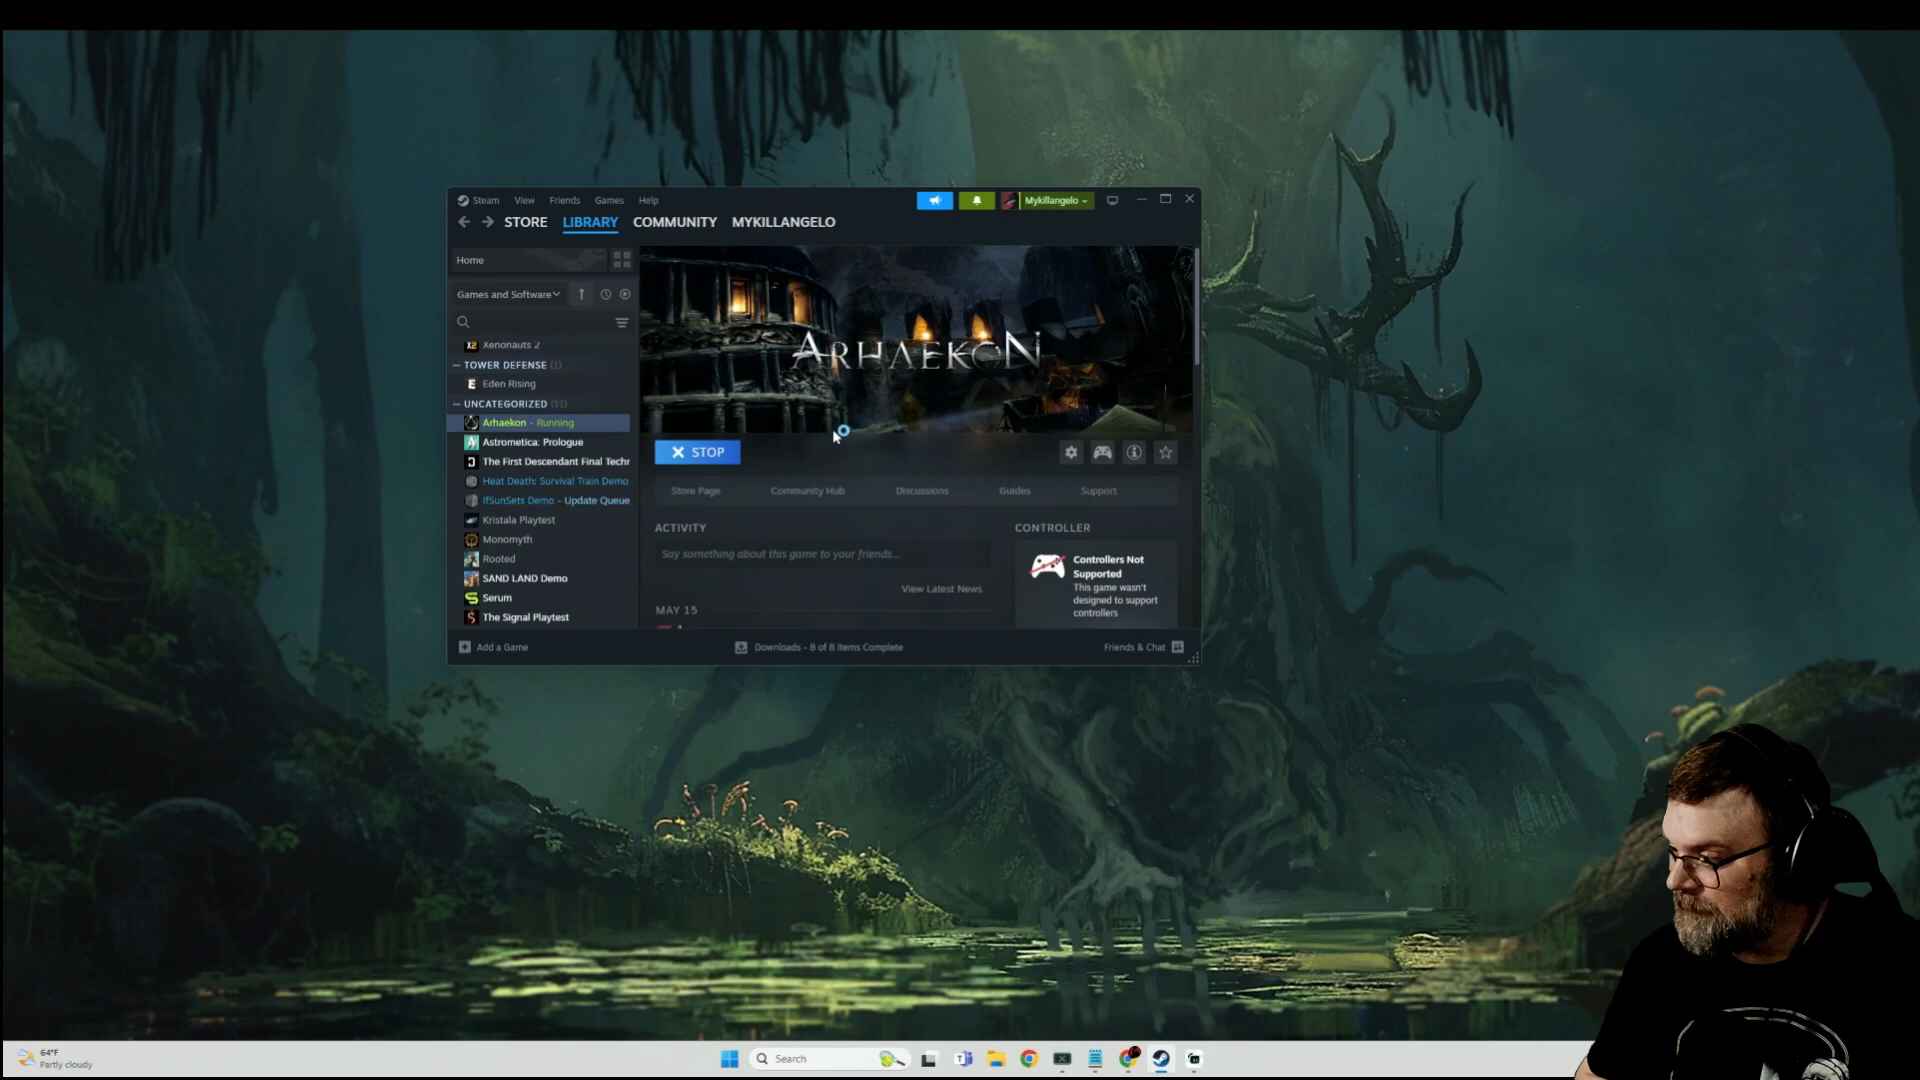 Steam View Friends Games Help
Mykillangelo
STORE LIBRARY COMMUNITY MYKILLANGELO
Home
Games and Software
X2 Xenonauts 2
TOWER DEFENSE (1)
E Eden Rising
UNCATEGORIZED (11)
Arhaekon - Running
Astrometica: Prologue
The First Descendant Final Techr
Heat Death: Survival Train Demo
IfSunSets Demo - Update Queue
Kristala Playtest
Monomyth
Rooted
SAND LAND Demo
Serum
The Signal Playtest
ARHAEKON
STOP
Store Page Community Hub Discussions Guides Support
ACTIVITY
Say something about this game to your friends...
View Latest News
MAY 15
CONTROLLER
Controllers Not
Supported
This game wasn't
designed to support
controllers
Add a Game
Downloads - 8 of 8 Items Complete
Friends & Chat
64°F
Partly cloudy
Search